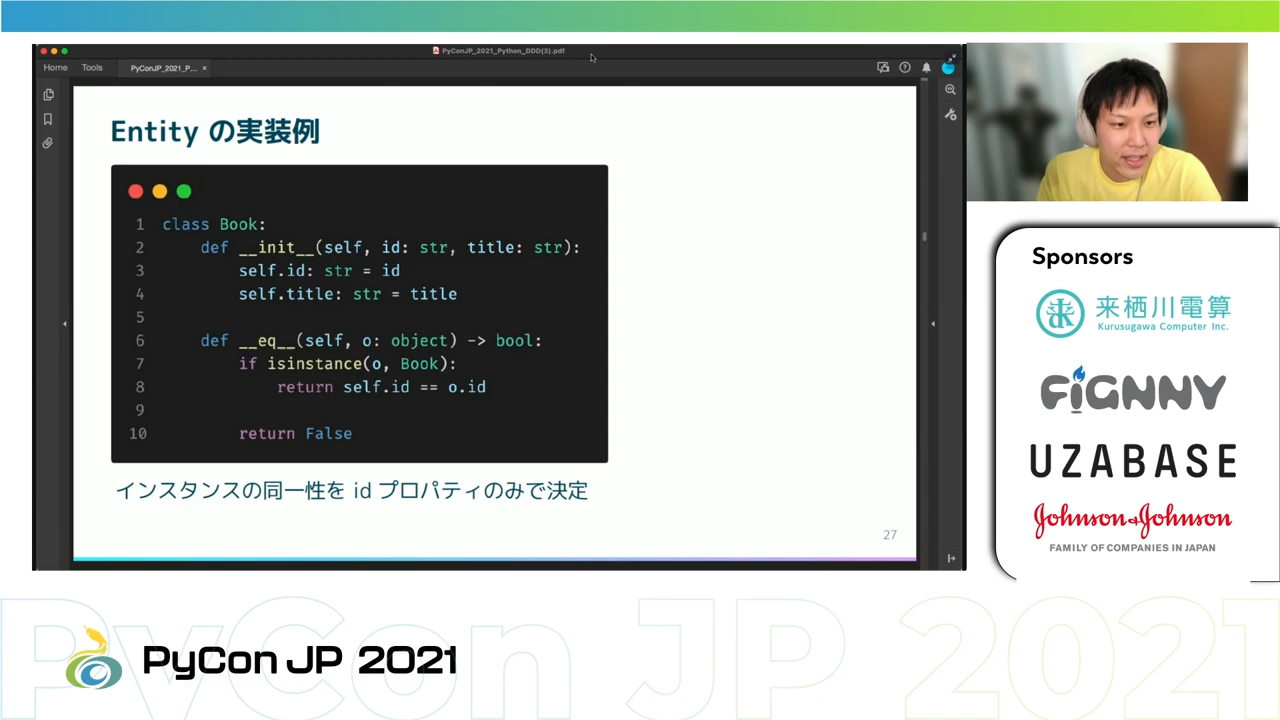 PyConJP_2021_Python_DDD(3).pdf
Home Tools PyConJP_2021_P... ×
Entity の実装例
1 class Book:
2 def __init__(self, id: str, title: str):
3 self.id: str = id
4 self.title: str = title
5
6 def __eq__(self, o: object) -> bool:
7 if isinstance(o, Book):
8 return self.id == o.id
9
10 return False
インスタンスの同一性を id プロパティのみで決定
27
Sponsors
来栖川電算
Kurusugawa Computer Inc.
FiGNNY
UZABASE
Johnson&Johnson
FAMILY OF COMPANIES IN JAPAN
PyCon JP 2021
PyCon JP 2021